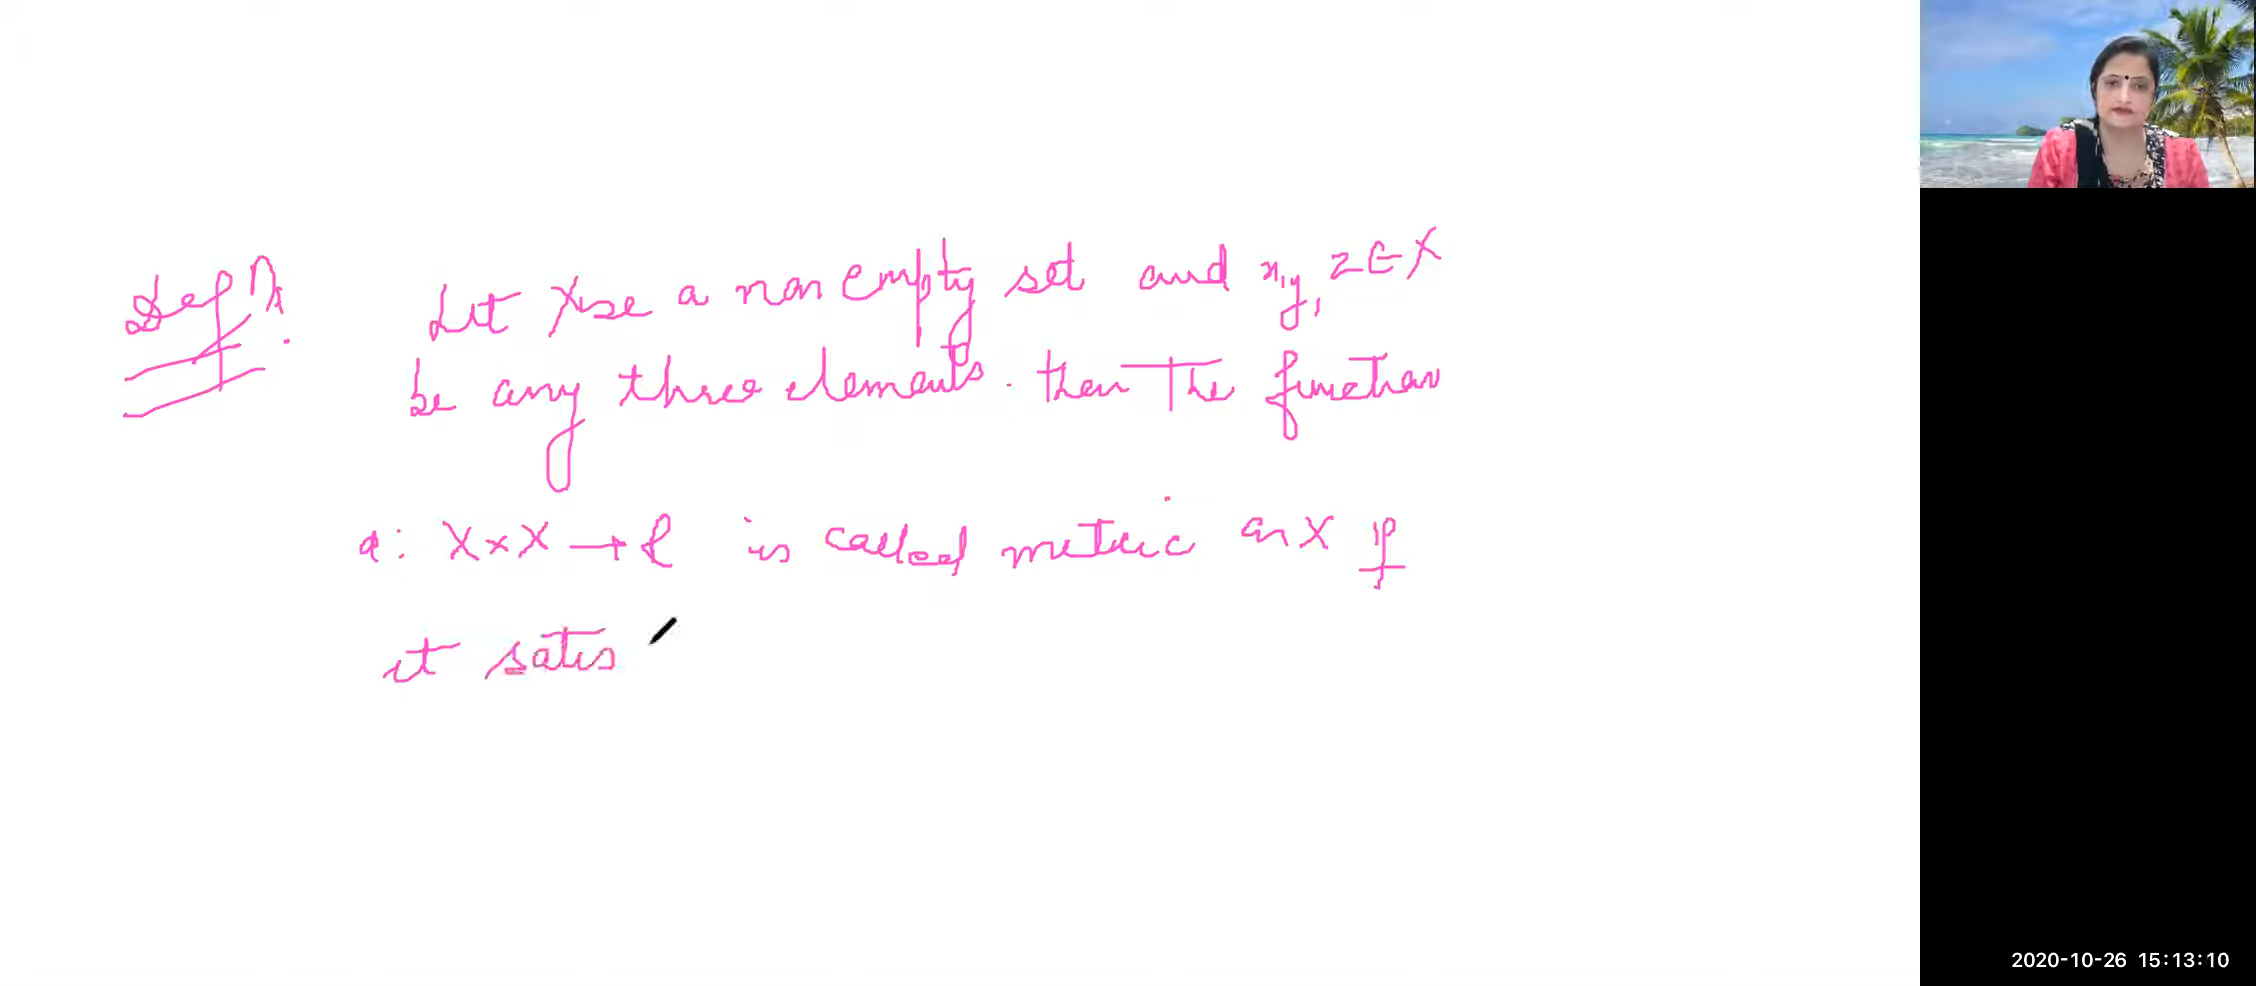 Defn.
Let X be a non empty set and x, y, z ∈ X
be any three elements. then The function
d: X × X → R is called metric on X if
it satis
2020-10-26 15:13:10